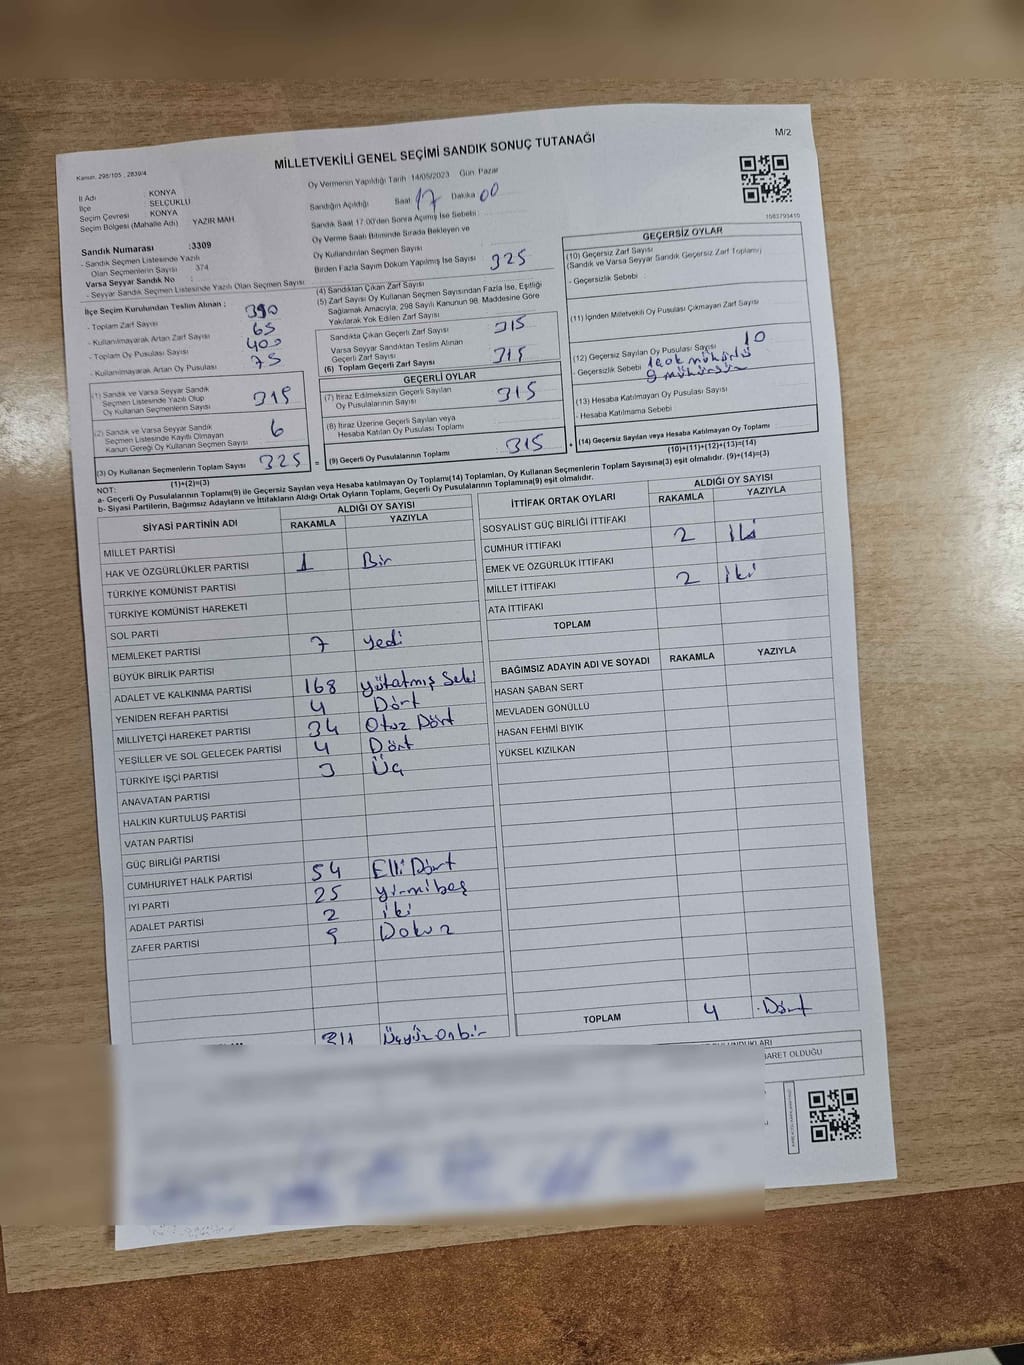 M/2
MİLLETVEKİLİ GENEL SEÇİMİ SANDIK SONUÇ TUTANAĞI
Kanun: 298/105 , 2839/4
İl Adı : KONYA
İlçe : SELÇUKLU
Seçim Çevresi : KONYA
Seçim Bölgesi (Mahalle Adı) : YAZIR MAH.
Sandık Numarası :3309
- Sandık Seçmen Listesinde Yazılı
Olan Seçmenlerin Sayısı : 374
Varsa Seyyar Sandık No :
- Seyyar Sandık Seçmen Listesinde Yazılı Olan Seçmen Sayısı :
Oy Vermenin Yapıldığı Tarih 14/05/2023 Gün: Pazar
Sandığın Açıldığı Saat 17 Dakika 00
Sandık Saat 17.00'den Sonra Açılmış İse Sebebi :
Oy Verme Saati Bitiminde Sırada Bekleyen ve
Oy Kullandırılan Seçmen Sayısı
Birden Fazla Sayım Döküm Yapılmış İse Sayısı
İlçe Seçim Kurulundan Teslim Alınan :
- Toplam Zarf Sayısı 390
- Kullanılmayarak Artan Zarf Sayısı 65
- Toplam Oy Pusulası Sayısı 400
- Kullanılmayarak Artan Oy Pusulası 75
(1) Sandık ve Varsa Seyyar Sandık
Seçmen Listesinde Yazılı Olup
Oy Kullanan Seçmenlerin Sayısı 319
(2) Sandık ve Varsa Seyyar Sandık
Seçmen Listesinde Kayıtlı Olmayan
Kanun Gereği Oy Kullanan Seçmen Sayısı 6
(3) Oy Kullanan Seçmenlerin Toplam Sayısı 325
(1)+(2)=(3)
(4) Sandıktan Çıkan Zarf Sayısı 325
(5) Zarf Sayısı Oy Kullanan Seçmen Sayısından Fazla İse, Eşitliği
Sağlamak Amacıyla, 298 Sayılı Kanunun 98. Maddesine Göre
Yakılarak Yok Edilen Zarf Sayısı
Sandıkta Çıkan Geçerli Zarf Sayısı 315
Varsa Seyyar Sandıktan Teslim Alınan
Geçerli Zarf Sayısı
(6) Toplam Geçerli Zarf Sayısı 315
GEÇERLİ OYLAR
(7) İtiraz Edilmeksizin Geçerli Sayılan
Oy Pusulalarının Sayısı 315
(8) İtiraz Üzerine Geçerli Sayılan veya
Hesaba Katılan Oy Pusulası Toplamı
= (9) Geçerli Oy Pusulalarının Toplamı 315 +
1583793410
GEÇERSİZ OYLAR
(10) Geçersiz Zarf Sayısı
(Sandık ve Varsa Seyyar Sandık Geçersiz Zarf Toplamı)
- Geçersizlik Sebebi :
(11) İçinden Milletvekili Oy Pusulası Çıkmayan Zarf Sayısı
(12) Geçersiz Sayılan Oy Pusulası Sayısı 10
- Geçersizlik Sebebi
(13) Hesaba Katılmayan Oy Pusulası Sayısı
- Hesaba Katılmama Sebebi
(14) Geçersiz Sayılan veya Hesaba Katılmayan Oy Toplamı
(10)+(11)+(12)+(13)=(14)
NOT:
a- Geçerli Oy Pusulalarının Toplamı(9) ile Geçersiz Sayılan veya Hesaba katılmayan Oy Toplamı(14) Toplamları, Oy Kullanan Seçmenlerin Toplam Sayısına(3) eşit olmalıdır. (9)+(14)=(3)
b- Siyasi Partilerin, Bağımsız Adayların ve İttifakların Aldığı Ortak Oyların Toplamı, Geçerli Oy Pusulalarının Toplamına(9) eşit olmalıdır.
SİYASİ PARTİNİN ADI ALDIĞI OY SAYISI
RAKAMLA YAZIYLA
MİLLET PARTİSİ
HAK VE ÖZGÜRLÜKLER PARTİSİ 1 Bir
TÜRKİYE KOMÜNİST PARTİSİ
TÜRKİYE KOMÜNİST HAREKETİ
SOL PARTİ
MEMLEKET PARTİSİ 7 Yedi
BÜYÜK BİRLİK PARTİSİ
ADALET VE KALKINMA PARTİSİ 168
YENİDEN REFAH PARTİSİ 4 Dört
MİLLİYETÇİ HAREKET PARTİSİ 34 Otuz Dört
YEŞİLLER VE SOL GELECEK PARTİSİ 4 Dört
TÜRKİYE İŞÇİ PARTİSİ 3 Üç
ANAVATAN PARTİSİ
HALKIN KURTULUŞ PARTİSİ
VATAN PARTİSİ
GÜÇ BİRLİĞİ PARTİSİ
CUMHURİYET HALK PARTİSİ 54 Elli Dört
İYİ PARTİ 25 yirmibeş
ADALET PARTİSİ 2 iki
ZAFER PARTİSİ 9 Dokuz
311 Üçyüz Onbir
İTTİFAK ORTAK OYLARI ALDIĞI OY SAYISI
RAKAMLA YAZIYLA
SOSYALİST GÜÇ BİRLİĞİ İTTİFAKI
CUMHUR İTTİFAKI 2 iki
EMEK VE ÖZGÜRLÜK İTTİFAKI
MİLLET İTTİFAKI 2 iki
ATA İTTİFAKI
TOPLAM
BAĞIMSIZ ADAYIN ADI VE SOYADI RAKAMLA YAZIYLA
HASAN ŞABAN SERT
MEVLADEN GÖNÜLLÜ
HASAN FEHMİ BIYIK
YÜKSEL KIZILKAN
TOPLAM 4 Dört
BARET OLDUĞU